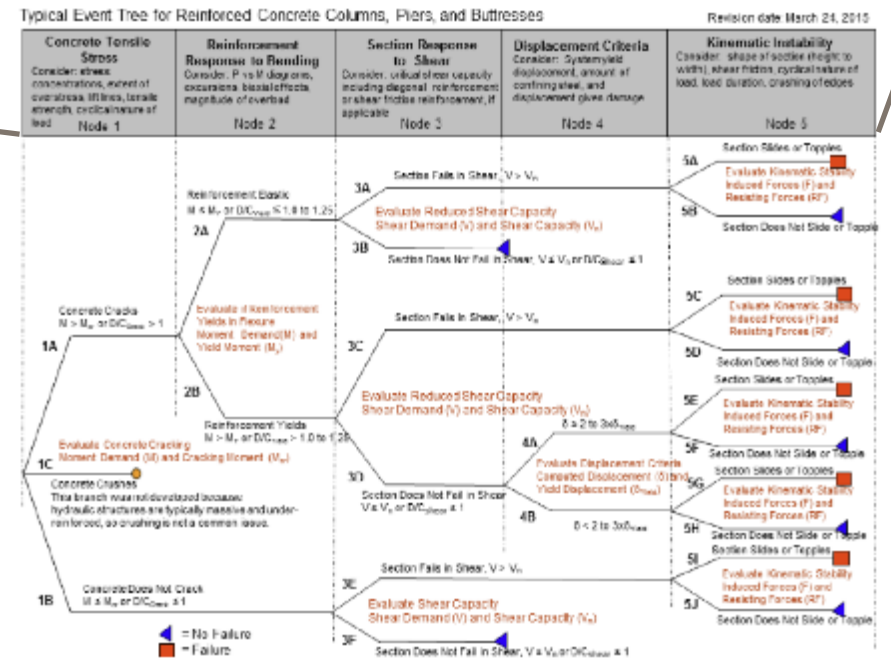 Typical Event Tree for Reinforced Concrete Columns, Piers, and Buttresses
Revision date March 24, 2015
Concrete Tensile
Stress
Consider: stress
concentrations, extent of
overstress, lift lines, tensile
strength, cyclical nature of
load
Node 1
Reinforcement
Response to Bending
Consider: P vs M diagrams,
excursions biaxial effects,
magnitude of overload
Node 2
Section Response
to Shear
Consider: critical shear capacity
including diagonal reinforcement
or shear friction reinforcement, if
applicable
Node 3
Displacement Criteria
Consider: System yield
displacement, amount of
confining steel, and
displacement gives damage
Node 4
Kinematic Instability
Consider: shape of section (height to
width), shear friction, cyclical nature of
load, load duration, crushing of edges
Node 5
1A
Concrete Cracks
1C
Evaluate Concrete Cracking
Moment Demand (M) and Cracking Moment
Concrete Crushes
This branch was not developed because
hydraulic structures are typically massive and under-
reinforced, so crushing is not a common issue.
1B
Concrete Does Not Crack
2A
Reinforcement Elastic
Evaluate if Reinforcement
Yields in Flexure
Moment Demand(M) and
Yield Moment
2B
Reinforcement Yields
3A
Section Fails in Shear, V > Vn
Evaluate Reduced Shear Capacity
Shear Demand (V) and Shear Capacity (Vn)
3B
Section Does Not Fail in Shear, V ≤ Vn or D/CShear ≤ 1
3C
Section Fails in Shear, V > Vn
Evaluate Reduced Shear Capacity
Shear Demand (V) and Shear Capacity (Vn)
3D
Section Does Not Fail in Shear
V ≤ Vn or D/CShear ≤ 1
3E
Section Fails in Shear, V > Vn
Evaluate Shear Capacity
Shear Demand (V) and Shear Capacity (Vn)
3F
Section Does Not Fail in Shear, V ≤ Vn or D/CShear ≤ 1
4A
Evaluate Displacement Criteria
Computed Displacement (δ) and
Yield Displacement
4B
5A
Section Slides or Topples
Evaluate Kinematic Stability
Induced Forces (F) and
Resisting Forces (RF)
5B
Section Does Not Slide or Topple
5C
Section Slides or Topples
Evaluate Kinematic Stability
Induced Forces (F) and
Resisting Forces (RF)
5D
Section Does Not Slide or Topple
5E
Section Slides or Topples
Evaluate Kinematic Stability
Induced Forces (F) and
Resisting Forces (RF)
5F
Section Does Not Slide or Topple
5G
Section Slides or Topples
Evaluate Kinematic Stability
Induced Forces (F) and
Resisting Forces (RF)
5H
Section Does Not Slide or Topple
5I
Section Slides or Topples
Evaluate Kinematic Stability
Induced Forces (F) and
Resisting Forces (RF)
5J
Section Does Not Slide or Topple
= No Failure
= Failure